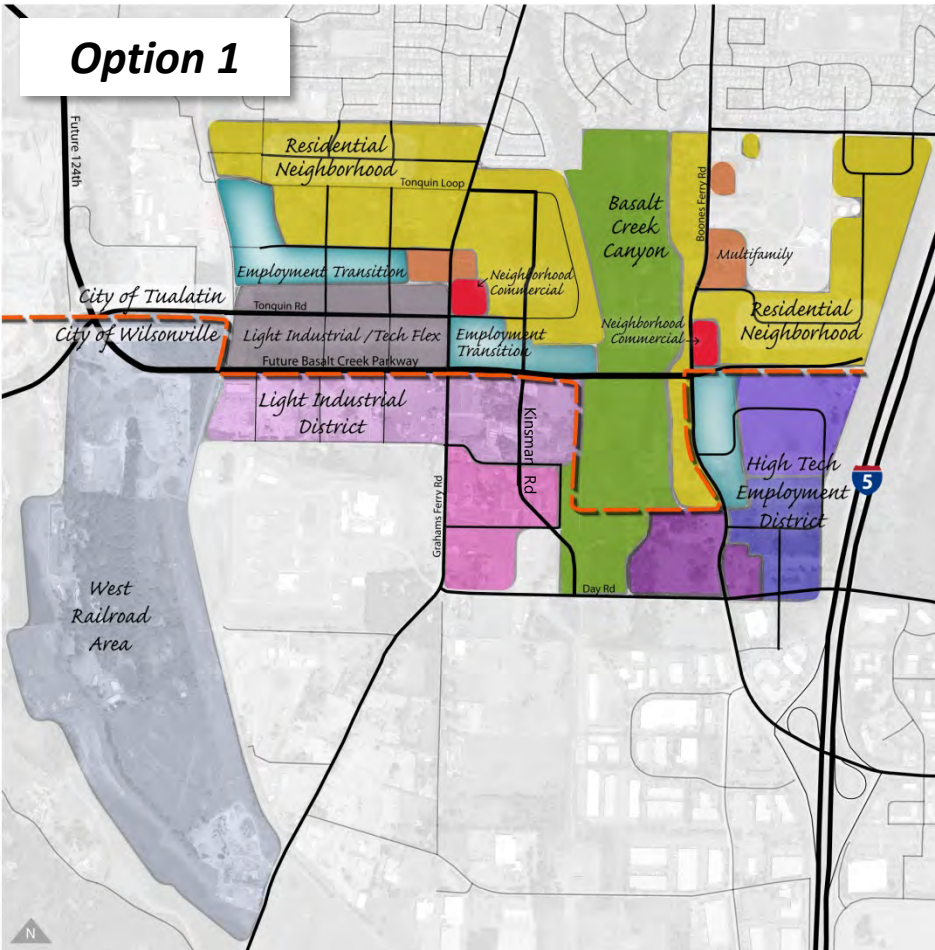 Option 1
Future 124th
Residential
Neighborhood
Tonquin Loop
Basalt
Creek
Canyon
Boones Ferry Rd
Multifamily
Employment Transition
Neighborhood
Commercial
City of Tualatin
Tonquin Rd
Residential
Neighborhood
City of Wilsonville
Light Industrial /Tech Flex
Employment
Transition
Neighborhood
Commercial
Future Basalt Creek Parkway
Light Industrial
District
Kinsman Rd
High Tech
Employment
District
5
Grahams Ferry Rd
West
Railroad
Area
Day Rd
N